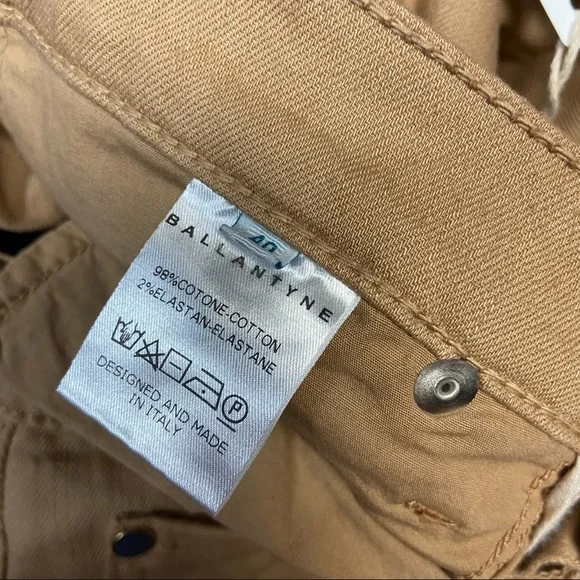 40
BALLANTYNE
98%COTONE-COTTON
2%ELASTAN-ELASTANE
P
DESIGNED AND MADE
IN ITALY